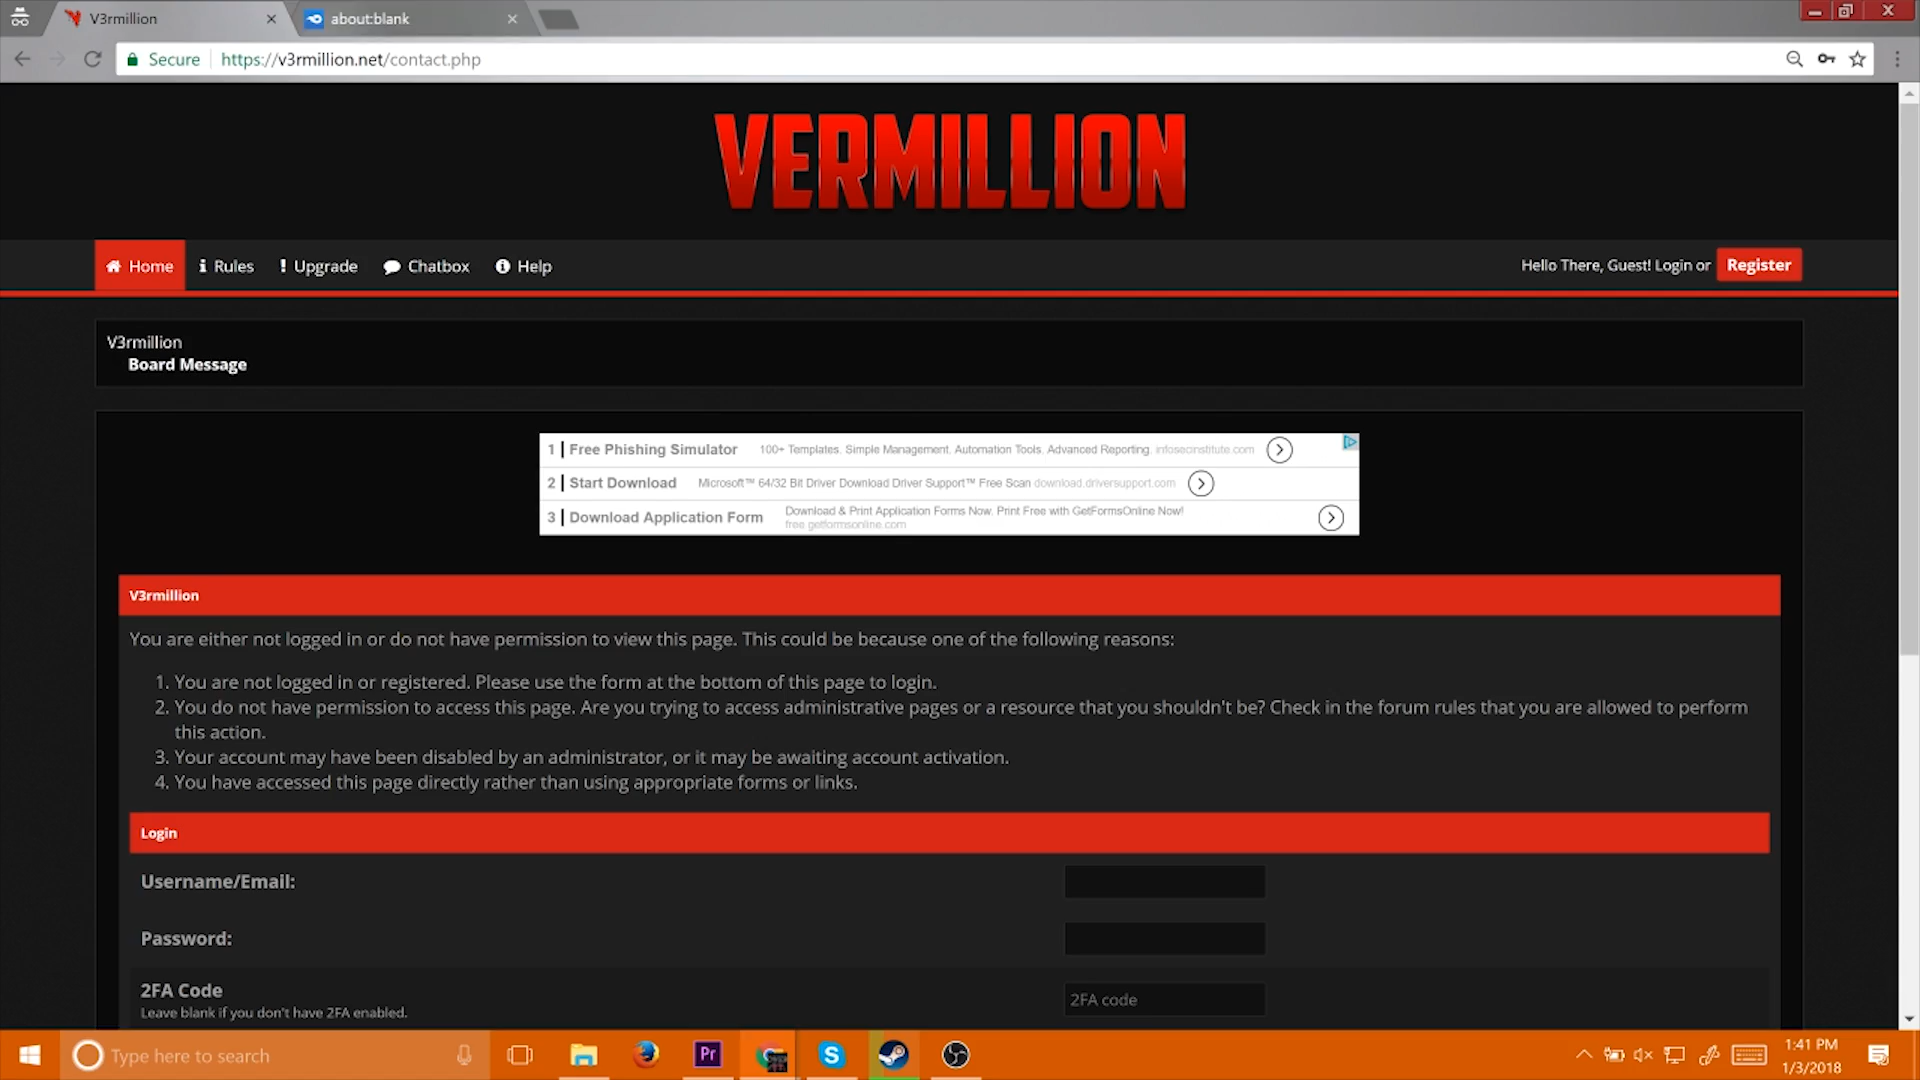 V3rmillion
about:blank
Secure
https://v3rmillion.net/contact.php
VERMILLION
Home
Rules
Upgrade
Chatbox
Help
Hello There, Guest! Login or Register
V3rmillion
Board Message
1 Free Phishing Simulator 100+ Templates. Simple Management. Automation Tools. Advanced Reporting. infosecinstitute.com
2 Start Download Microsoft™ 64/32 Bit Driver Download Driver Support™ Free Scan download.driversupport.com
3 Download Application Form Download & Print Application Forms Now. Print Free with GetFormsOnline Now!
free.getformsonline.com
V3rmillion
You are either not logged in or do not have permission to view this page. This could be because one of the following reasons:
1. You are not logged in or registered. Please use the form at the bottom of this page to login.
2. You do not have permission to access this page. Are you trying to access administrative pages or a resource that you shouldn't be? Check in the forum rules that you are allowed to perform
this action.
3. Your account may have been disabled by an administrator, or it may be awaiting account activation.
4. You have accessed this page directly rather than using appropriate forms or links.
Login
Username/Email:
Password:
2FA Code
2FA code
Leave blank if you don't have 2FA enabled.
Type here to search
Pr
S
1:41 PM
1/3/2018